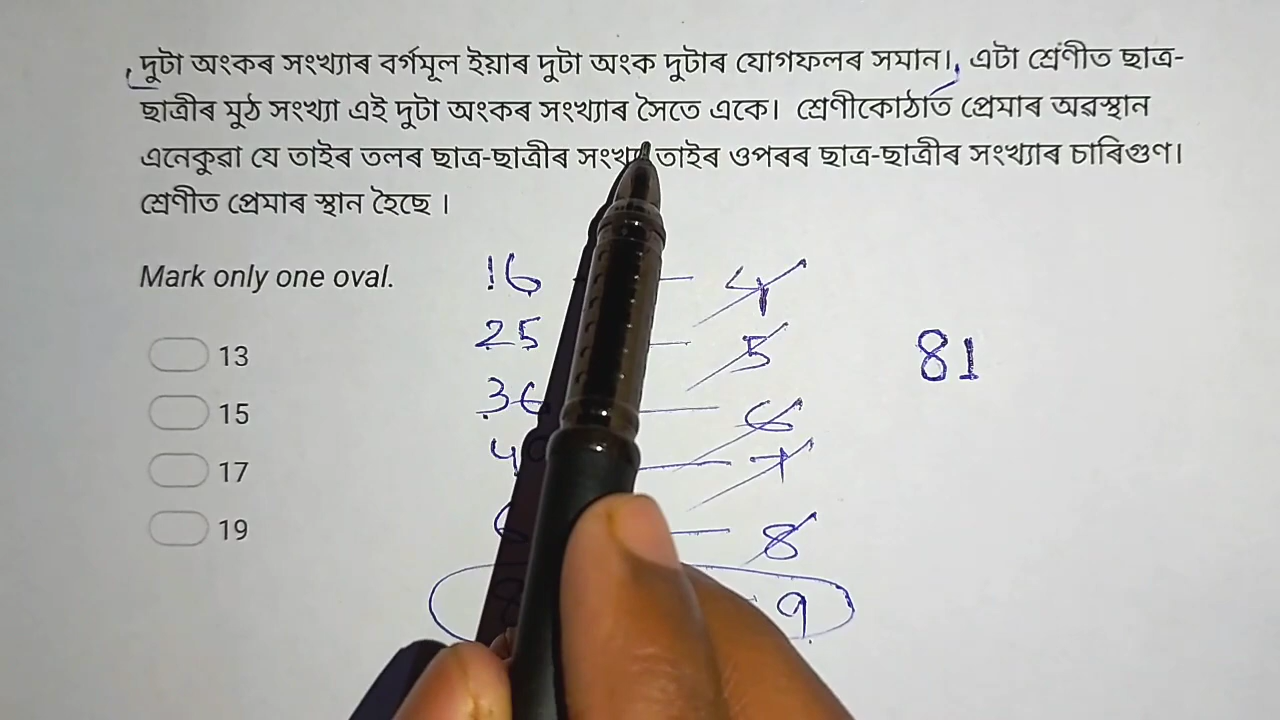 দুটা অংকৰ সংখ্যাৰ বৰ্গমূল ইয়াৰ দুটা অংক দুটাৰ যোগফলৰ সমান। এটা শ্ৰেণীত ছাত্ৰ-
ছাত্ৰীৰ মুঠ সংখ্যা এই দুটা অংকৰ সংখ্যাৰ সৈতে একে। শ্ৰেণীকোঠাত প্ৰেমাৰ অৱস্থান
এনেকুৱা যে তাইৰ তলৰ ছাত্ৰ-ছাত্ৰীৰ তাইৰ ওপৰৰ ছাত্ৰ-ছাত্ৰীৰ সংখ্যাৰ চাৰিগুণ।
শ্ৰেণীত প্ৰেমাৰ স্থান হৈছে ।
Mark only one oval.
13
15
17
19
16 4
25 5
36 6
7
8
9
81